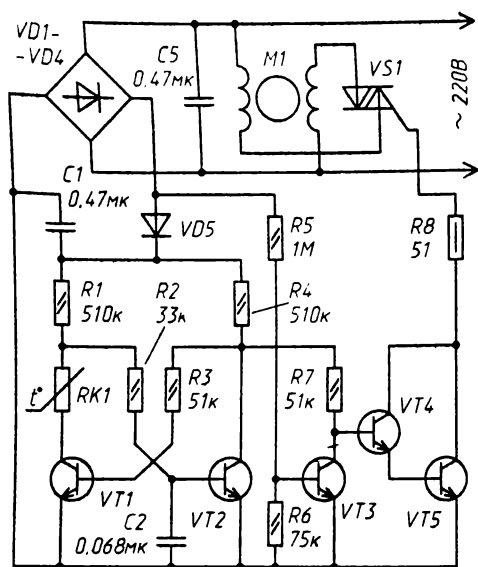 VD1-
-VD4
C5
0,47мк
M1
VS1
~ 220В
C1
0,47мк
VD5
R5
1М
R8
51
R1
510к
R2
33к
R4
510к
t°
RK1
R3
51к
R7
51к
VT4
VT1
VT2
VT3
VT5
C2
0,068мк
R6
75к